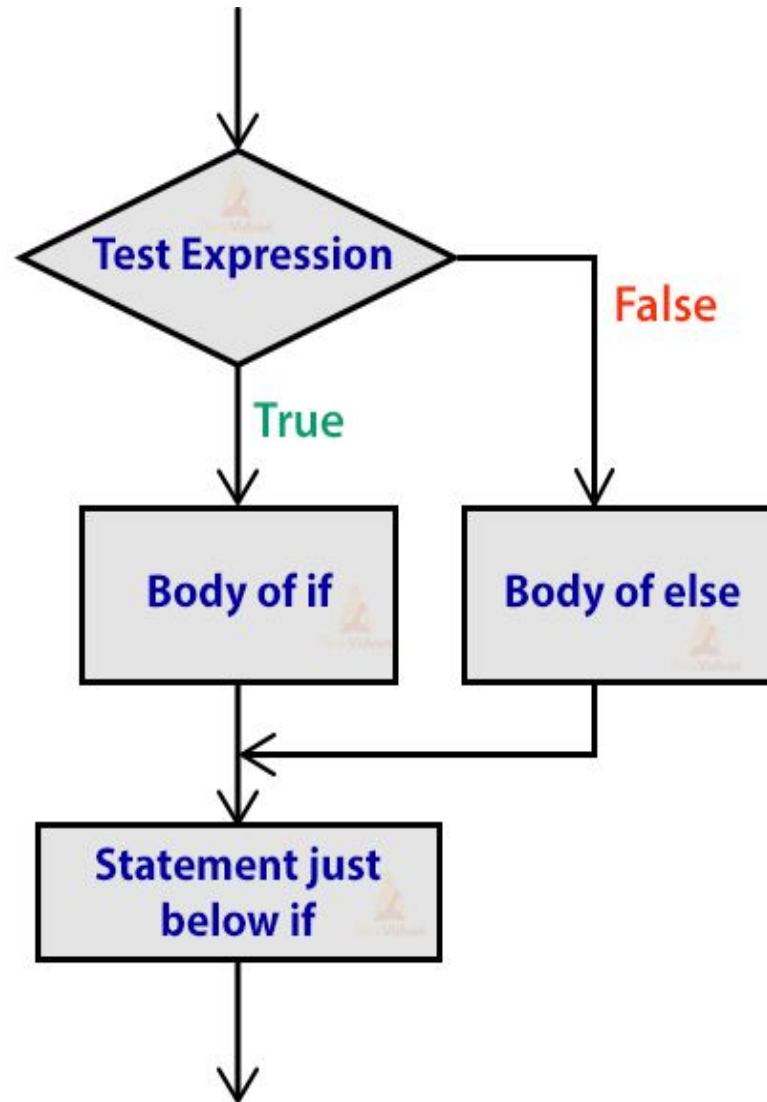 Test Expression
False
True
Body of if
Body of else
Statement just
below if